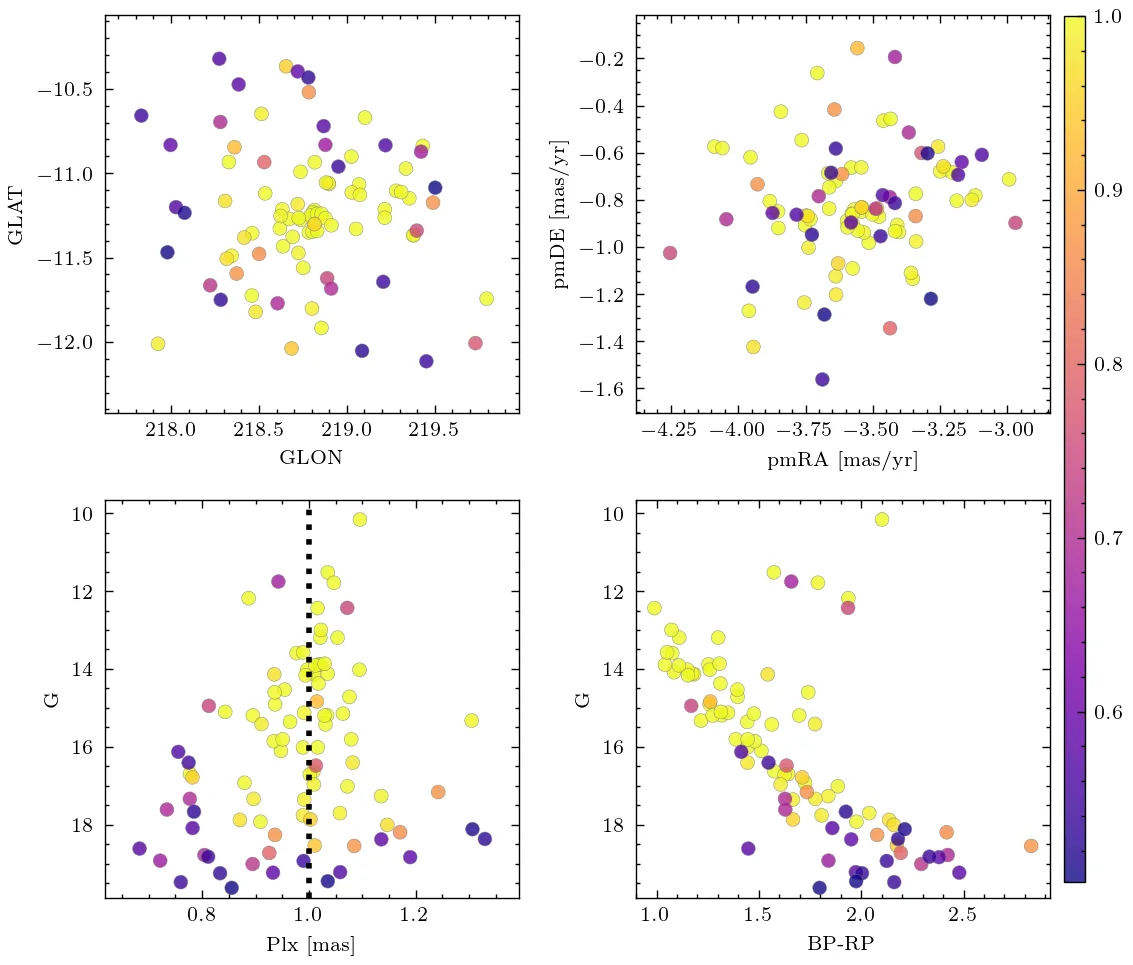 −10.5
−11.0
−11.5
−12.0
GLAT
218.0 218.5 219.0 219.5
GLON
−0.2
−0.4
−0.6
−0.8
−1.0
−1.2
−1.4
−1.6
pmDE [mas/yr]
−4.25 −4.00 −3.75 −3.50 −3.25 −3.00
pmRA [mas/yr]
1.0
0.9
0.8
0.7
0.6
10
12
14
16
18
G
0.8 1.0 1.2
Plx [mas]
10
12
14
16
18
G
1.0 1.5 2.0 2.5
BP-RP